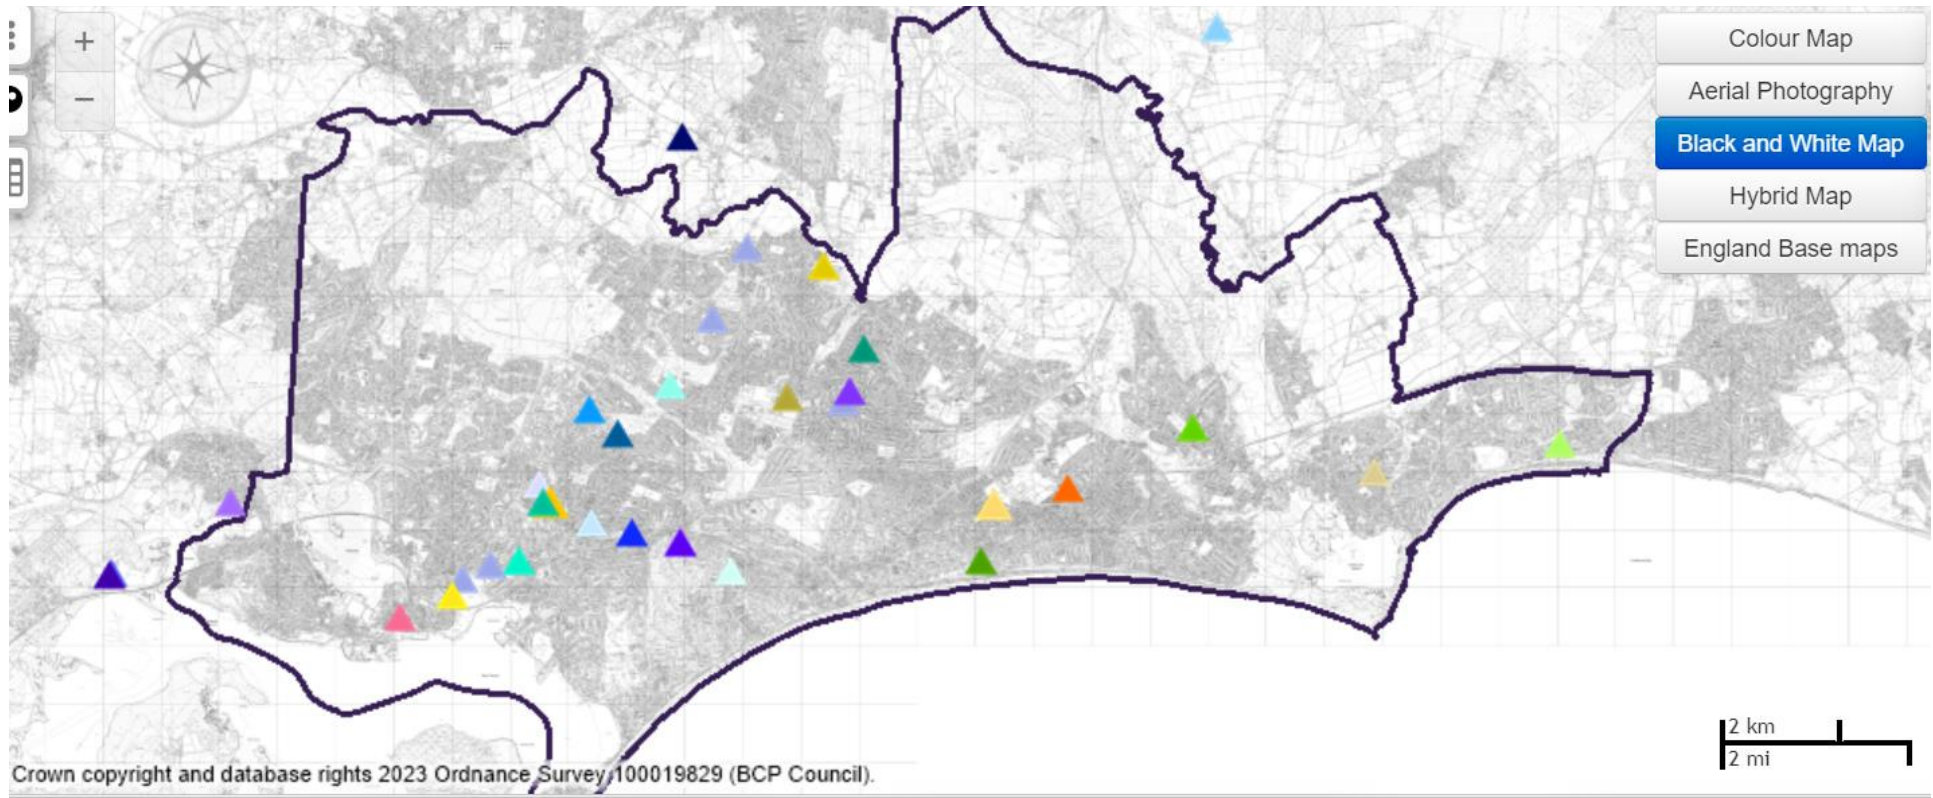 +
Colour Map
−
Aerial Photography
Black and White Map
Hybrid Map
England Base maps
2 km
2 mi
Crown copyright and database rights 2023 Ordnance Survey 100019829 (BCP Council).